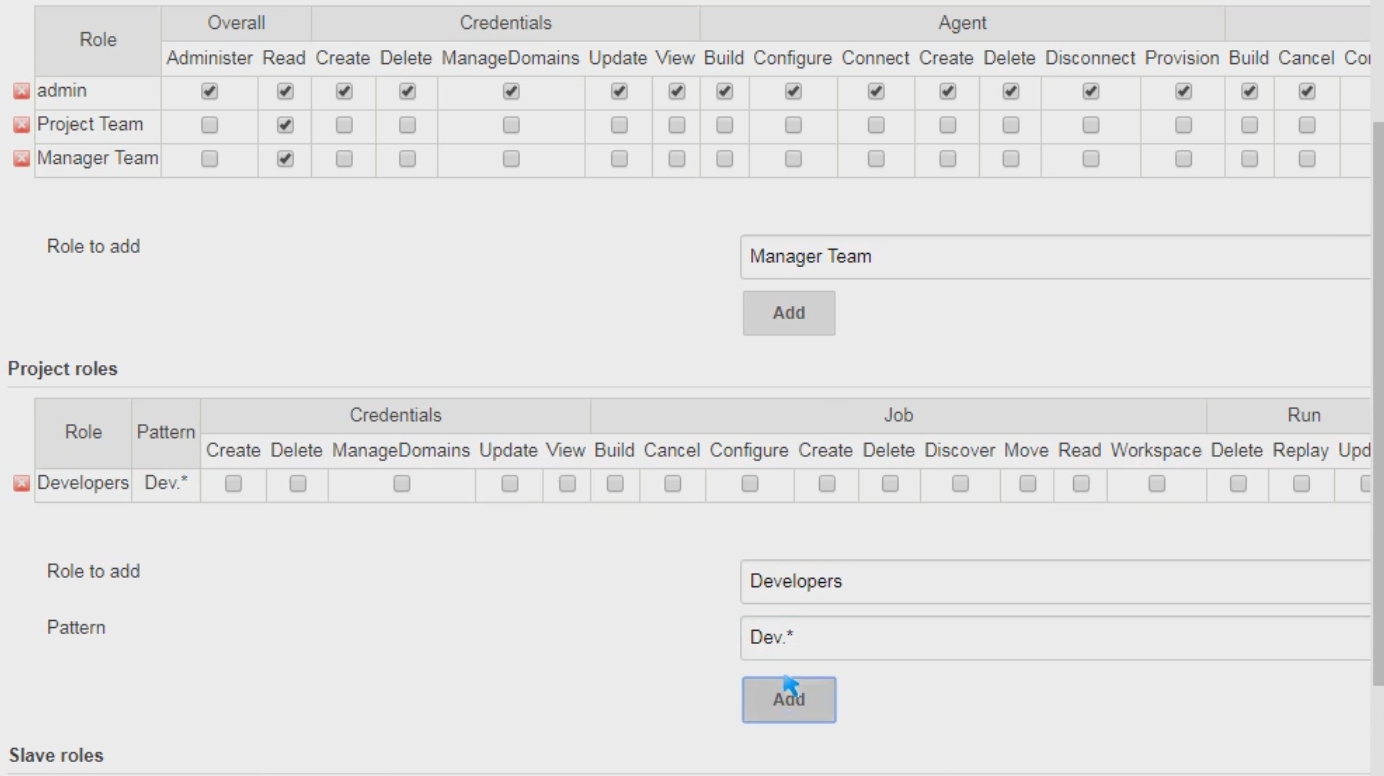 Role Overall Credentials Agent
Administer Read Create Delete ManageDomains Update View Build Configure Connect Create Delete Disconnect Provision Build Cancel Co
admin
Project Team
Manager Team
Role to add
Manager Team
Add
Project roles
Role Pattern Credentials Job Run
Create Delete ManageDomains Update View Build Cancel Configure Create Delete Discover Move Read Workspace Delete Replay Upd
Developers Dev.*
Role to add
Developers
Pattern
Dev.*
Add
Slave roles